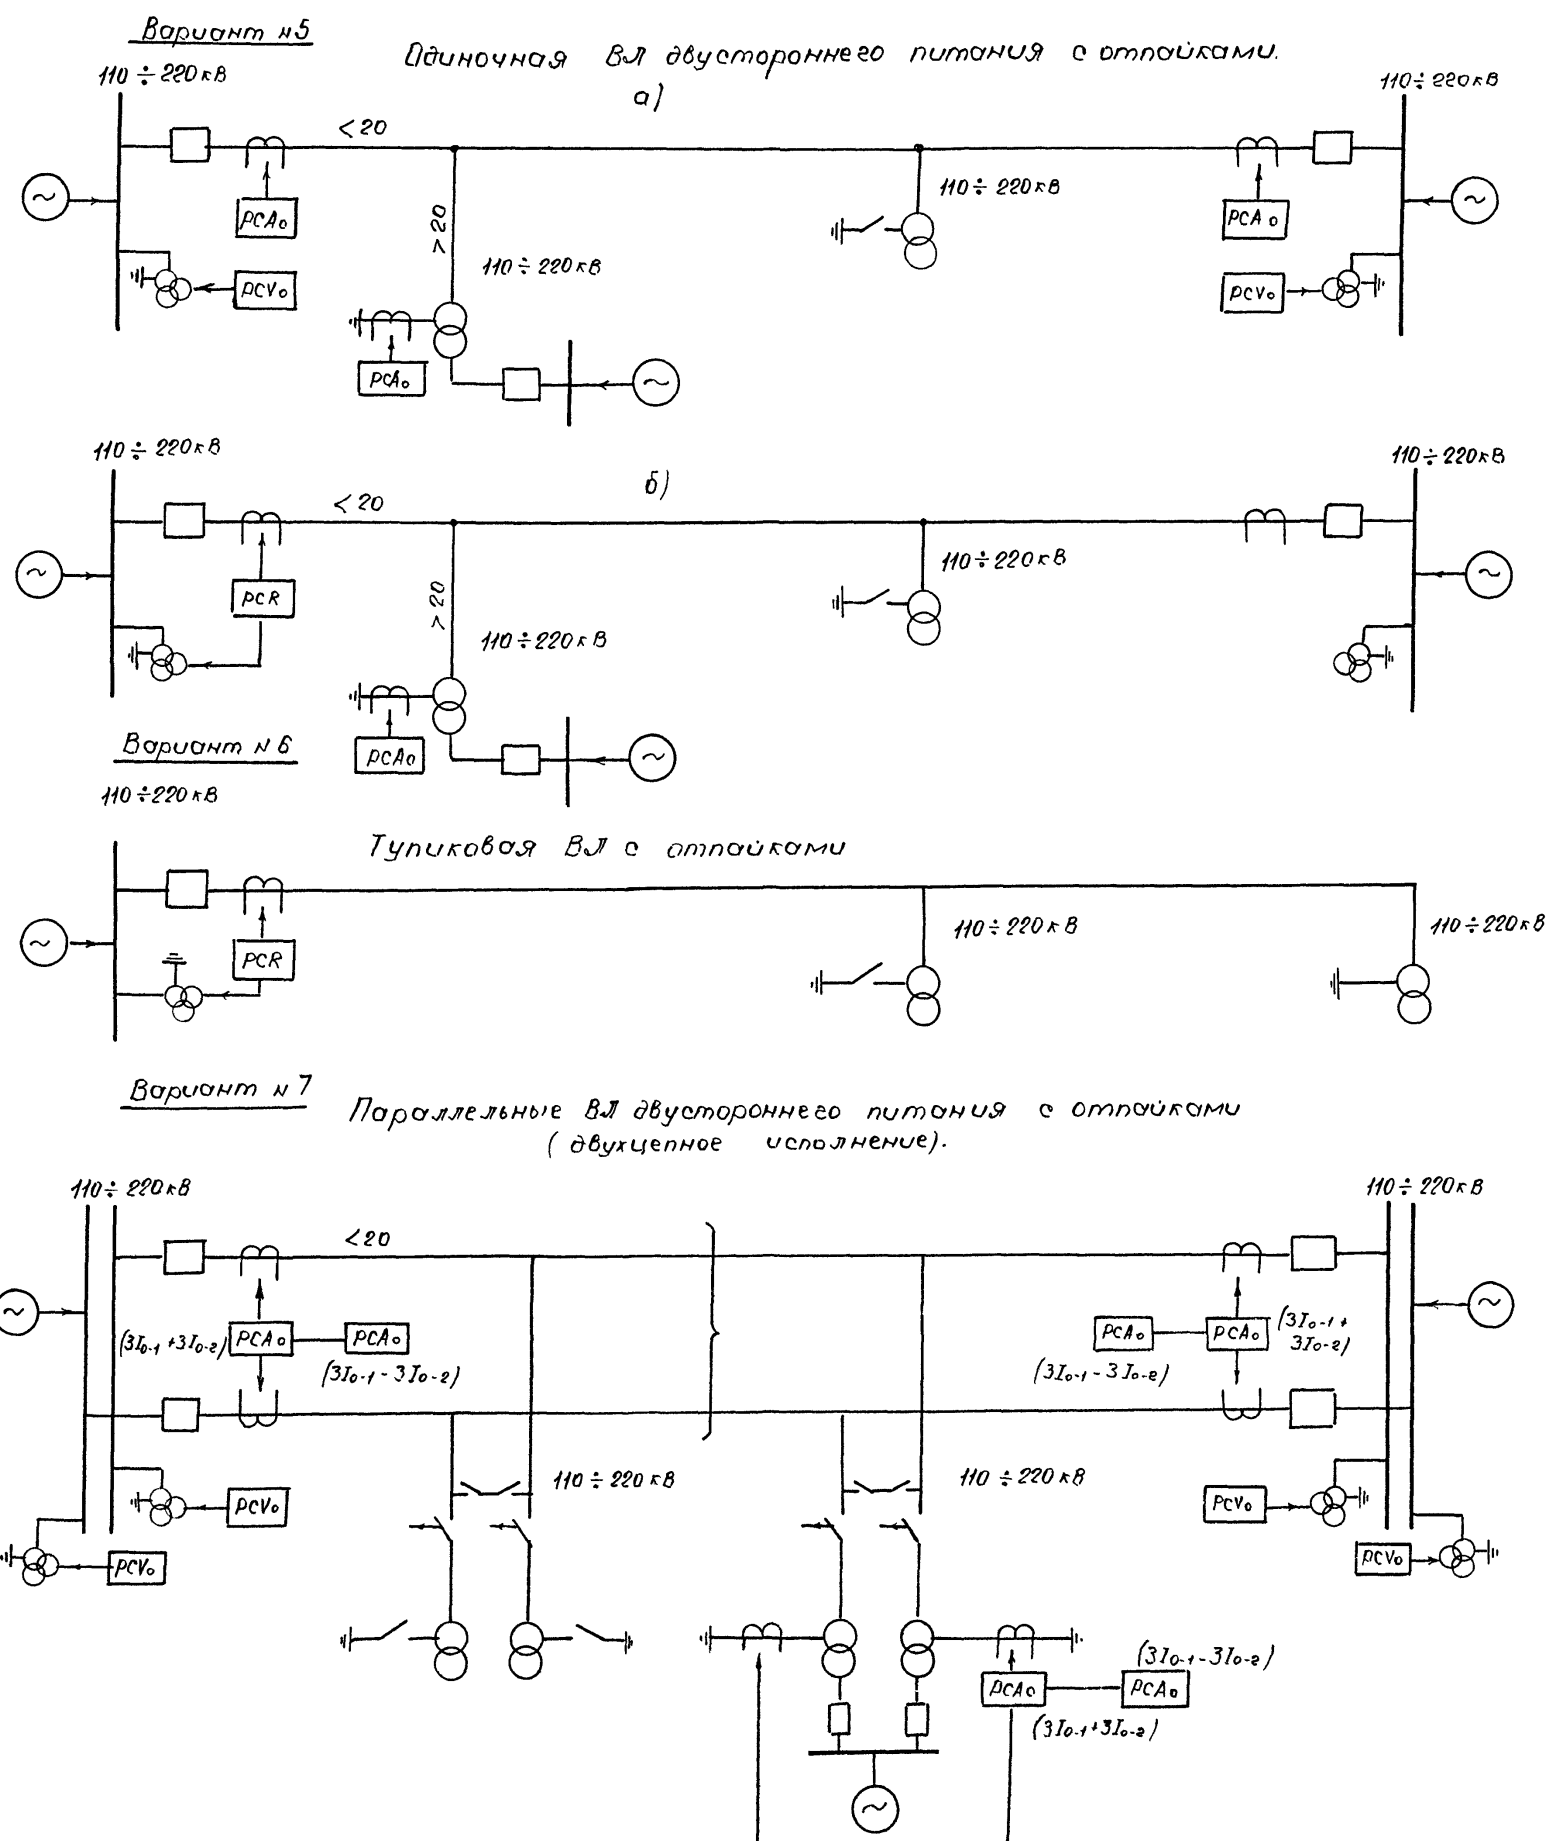 Вариант н5
Одиночная ВЛ двустороннего питания с отпайками.
а)
110 ÷ 220 кВ
110 ÷ 220 кВ
< 20
110 ÷ 220 кВ
PCA₀
> 20
PCA₀
110 ÷ 220 кВ
PCV₀
PCV₀
PCA₀
110 ÷ 220 кВ
110 ÷ 220 кВ
б)
< 20
110 ÷ 220 кВ
PCR
> 20
110 ÷ 220 кВ
PCA₀
Вариант н 6
110 ÷ 220 кВ
Тупиковая ВЛ с отпайками
110 ÷ 220 кВ
110 ÷ 220 кВ
PCR
Вариант н 7
Параллельные ВЛ двустороннего питания с отпайками
(двухцепное исполнение).
110 ÷ 220 кВ
110 ÷ 220 кВ
< 20
(3I₀₋₁ + 3I₀₋₂)
PCA₀
PCA₀
(3I₀₋₁ - 3I₀₋₂)
PCA₀
PCA₀
(3I₀₋₁ +
3I₀₋₂)
(3I₀₋₁ - 3I₀₋₂)
110 ÷ 220 кВ
110 ÷ 220 кВ
PCV₀
PCV₀
PCV₀
PCV₀
(3I₀₋₁ - 3I₀₋₂)
PCA₀
PCA₀
(3I₀₋₁ + 3I₀₋₂)